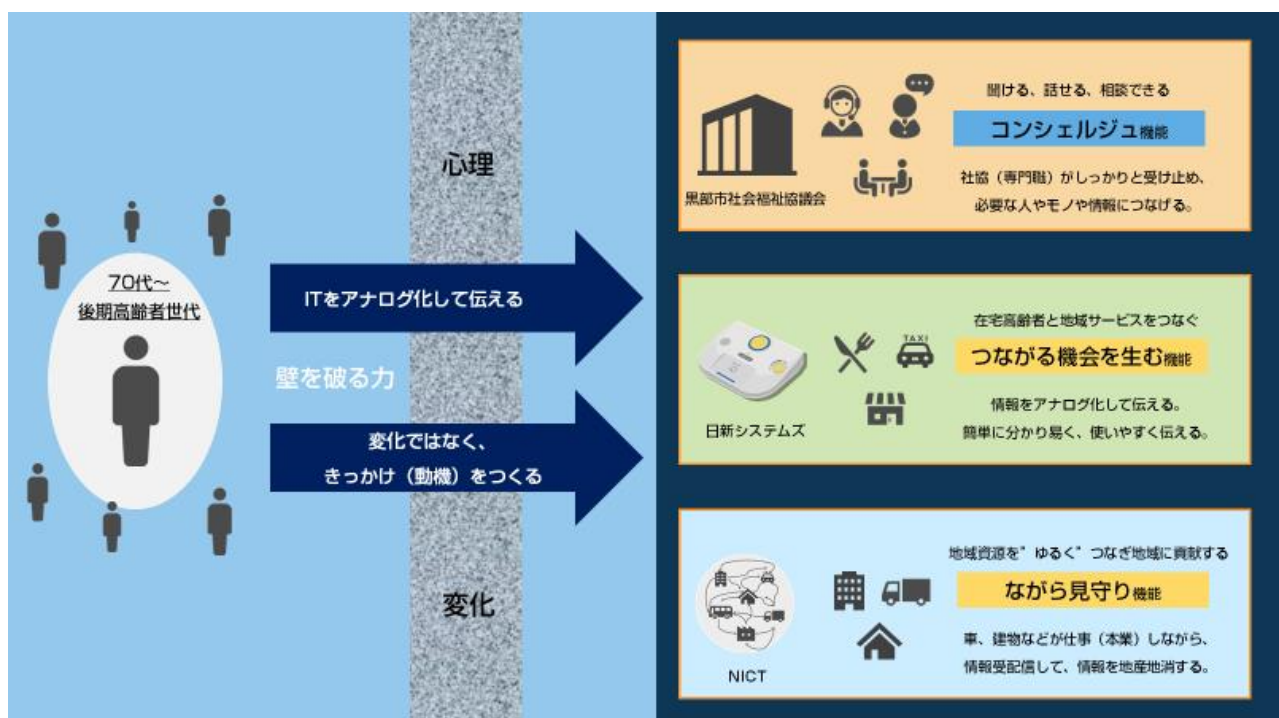 70代～
後期高齢者世代
心理
ITをアナログ化して伝える
壁を破る力
変化ではなく、
きっかけ（動機）をつくる
変化
黒部市社会福祉協議会
聞ける、話せる、相談できる
コンシェルジュ機能
社協（専門職）がしっかりと受け止め、
必要な人やモノや情報につなげる。
日新システムズ
TAXI
在宅高齢者と地域サービスをつなぐ
つながる機会を生む機能
情報をアナログ化して伝える。
簡単に分かり易く、使いやすく伝える。
NICT
地域資源を”ゆるく”つなぎ地域に貢献する
ながら見守り機能
車、建物などが仕事（本業）しながら、
情報受配信して、情報を地産地消する。